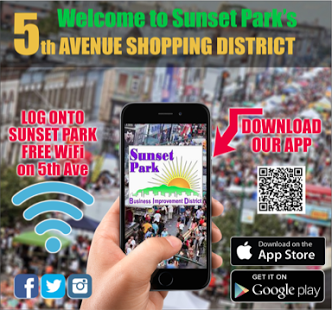 Welcome to Sunset Park's
5th AVENUE SHOPPING DISTRICT
LOG ONTO
SUNSET PARK
FREE WiFi
on 5th Ave
DOWNLOAD
OUR APP
Sunset
Park
Business Improvement District
Download on the
App Store
GET IT ON
Google play